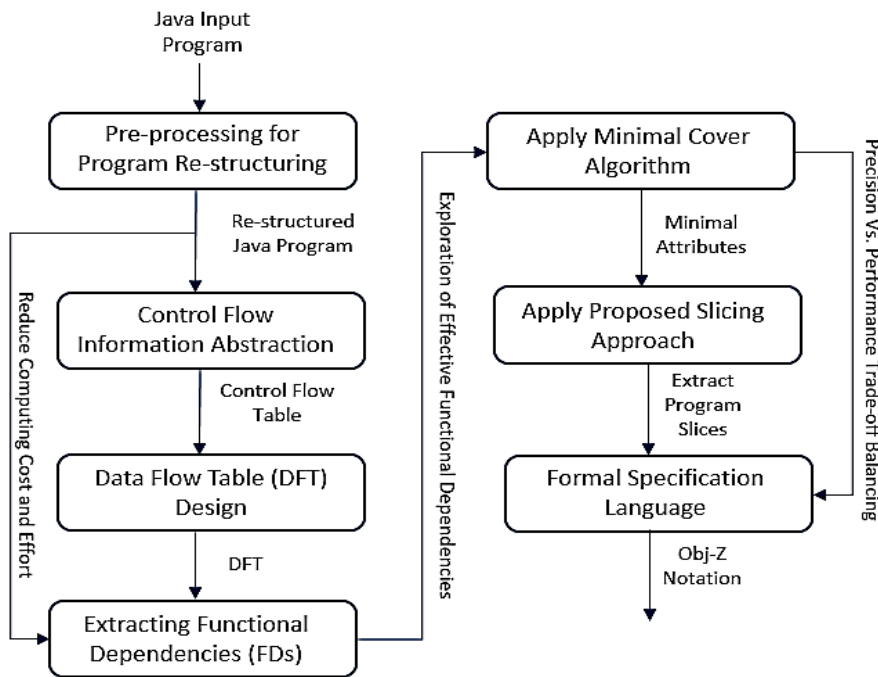 Java Input
Program
Pre-processing for
Program Re-structuring
Re-structured
Java Program
Reduce Computing Cost and Effort
Control Flow
Information Abstraction
Control Flow
Table
Data Flow Table (DFT)
Design
DFT
Extracting Functional
Dependencies (FDs)
Exploration of Effective Functional Dependencies
Apply Minimal Cover
Algorithm
Minimal
Attributes
Apply Proposed Slicing
Approach
Extract
Program
Slices
Formal Specification
Language
Obj-Z
Notation
Precision Vs. Performance Trade-off Balancing